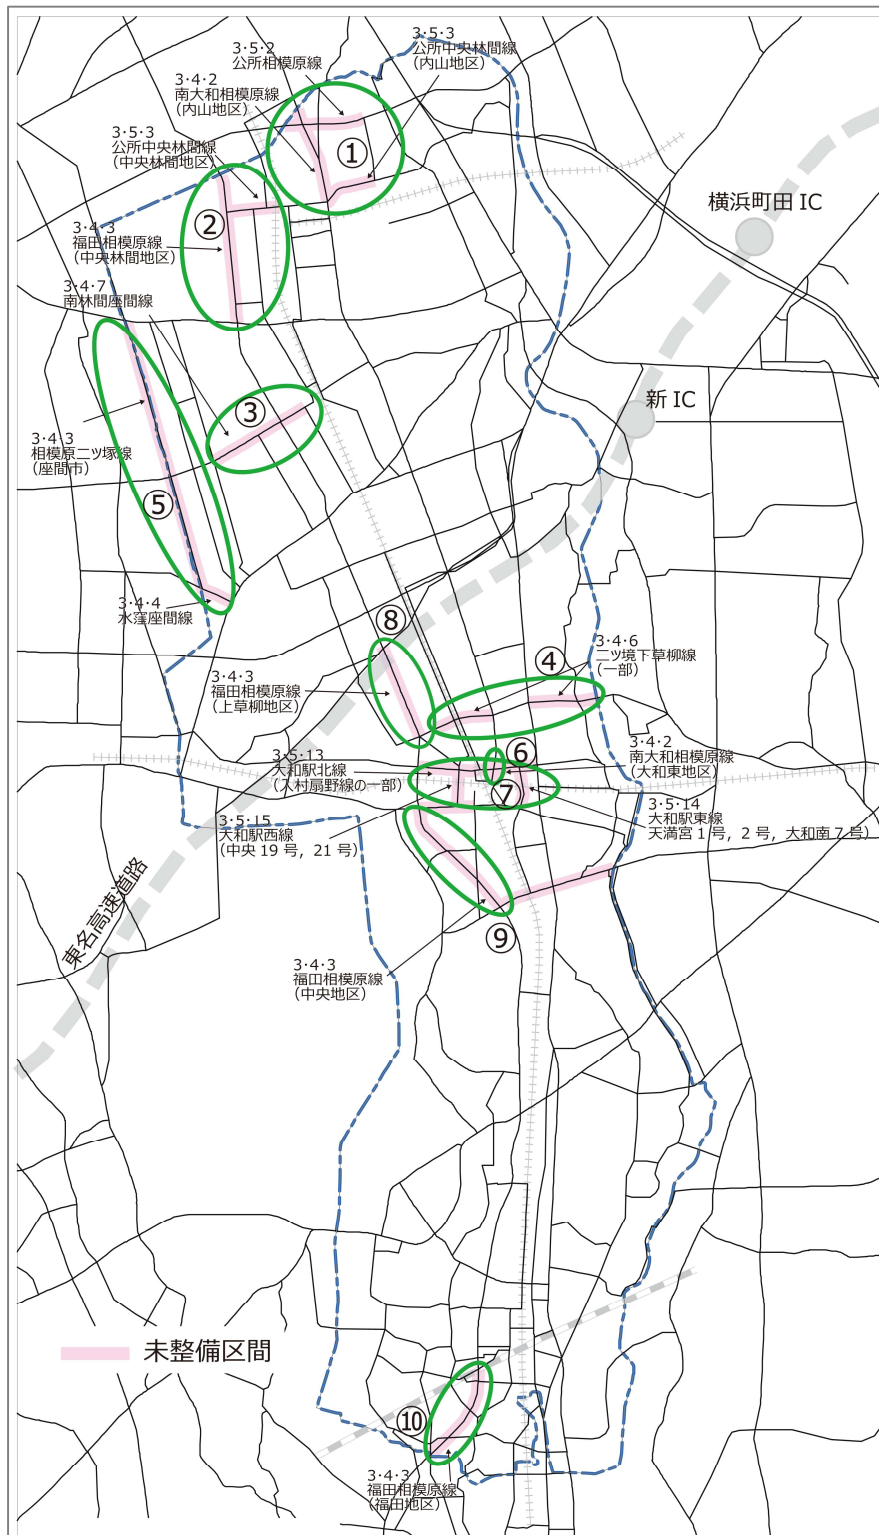 3·5·2
公所相模原線
3·5·3
公所中央林間線
（内山地区）
3·4·2
南大和相模原線
（内山地区）
3·5·3
公所中央林間線
（中央林間地区）
①
②
横浜町田 IC
3·4·3
福田相模原線
（中央林間地区）
3·4·7
南林間座間線
新 IC
③
3·4·3
相模原二ツ塚線
（座間市）
⑤
3·4·4
水窪座間線
⑧
④
3·4·6
二ツ境下草柳線
（一部）
3·4·3
福田相模原線
（上草柳地区）
⑥
3·4·2
南大和相模原線
（大和東地区）
3·5·13
大和駅北線
（入村扇野線の一部）
⑦
3·5·14
大和駅東線
天満宮 1 号，2 号，大和南 7 号）
3·5·15
大和駅西線
（中央 19 号，21 号）
東名高速道路
⑨
3·4·3
福田相模原線
（中央地区）
未整備区間
⑩
3·4·3
福田相模原線
（福田地区）